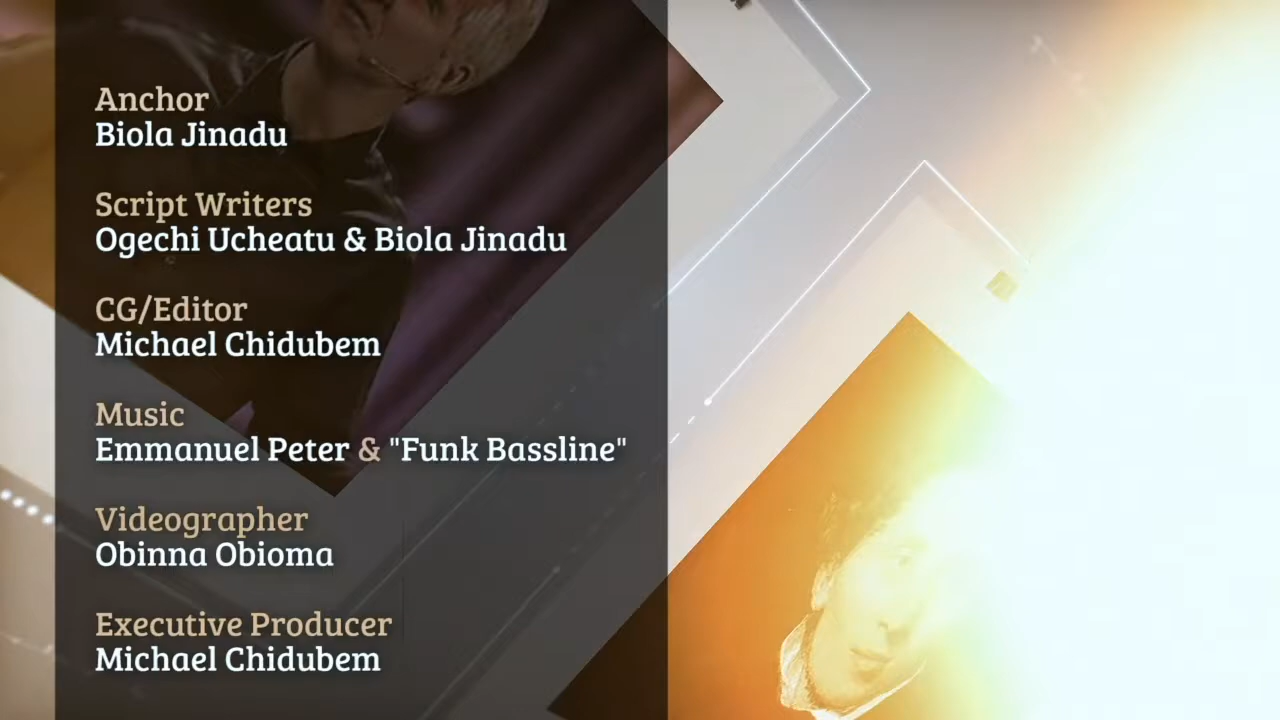 Anchor
Biola Jinadu
Script Writers
Ogechi Ucheatu & Biola Jinadu
CG/Editor
Michael Chidubem
Music
Emmanuel Peter & "Funk Bassline"
Videographer
Obinna Obioma
Executive Producer
Michael Chidubem